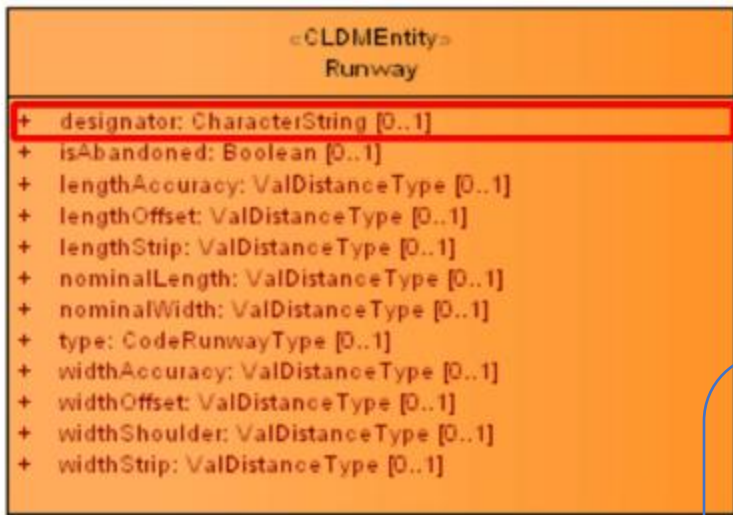 «CLDMEntity»
Runway
+ designator: CharacterString [0..1]
+ isAbandoned: Boolean [0..1]
+ lengthAccuracy: ValDistanceType [0..1]
+ lengthOffset: ValDistanceType [0..1]
+ lengthStrip: ValDistanceType [0..1]
+ nominalLength: ValDistanceType [0..1]
+ nominalWidth: ValDistanceType [0..1]
+ type: CodeRunwayType [0..1]
+ widthAccuracy: ValDistanceType [0..1]
+ widthOffset: ValDistanceType [0..1]
+ widthShoulder: ValDistanceType [0..1]
+ widthStrip: ValDistanceType [0..1]